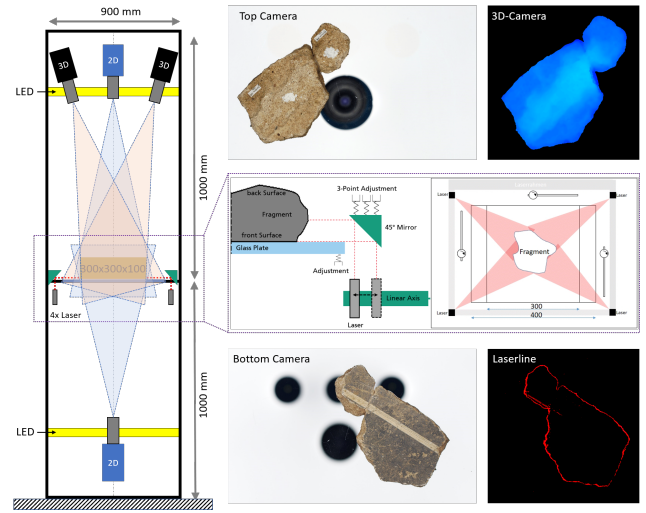 900 mm
3D
2D
3D
LED
1000 mm
300x300x100
4x Laser
1000 mm
LED
2D
Top Camera
3D-Camera
back Surface
Fragment
front Surface
Glass Plate
Adjustment
3-Point Adjustment
45° Mirror
Linear Axis
Laser
Laser
Laser
Fragment
Laser
Laser
300
400
Bottom Camera
Laserline